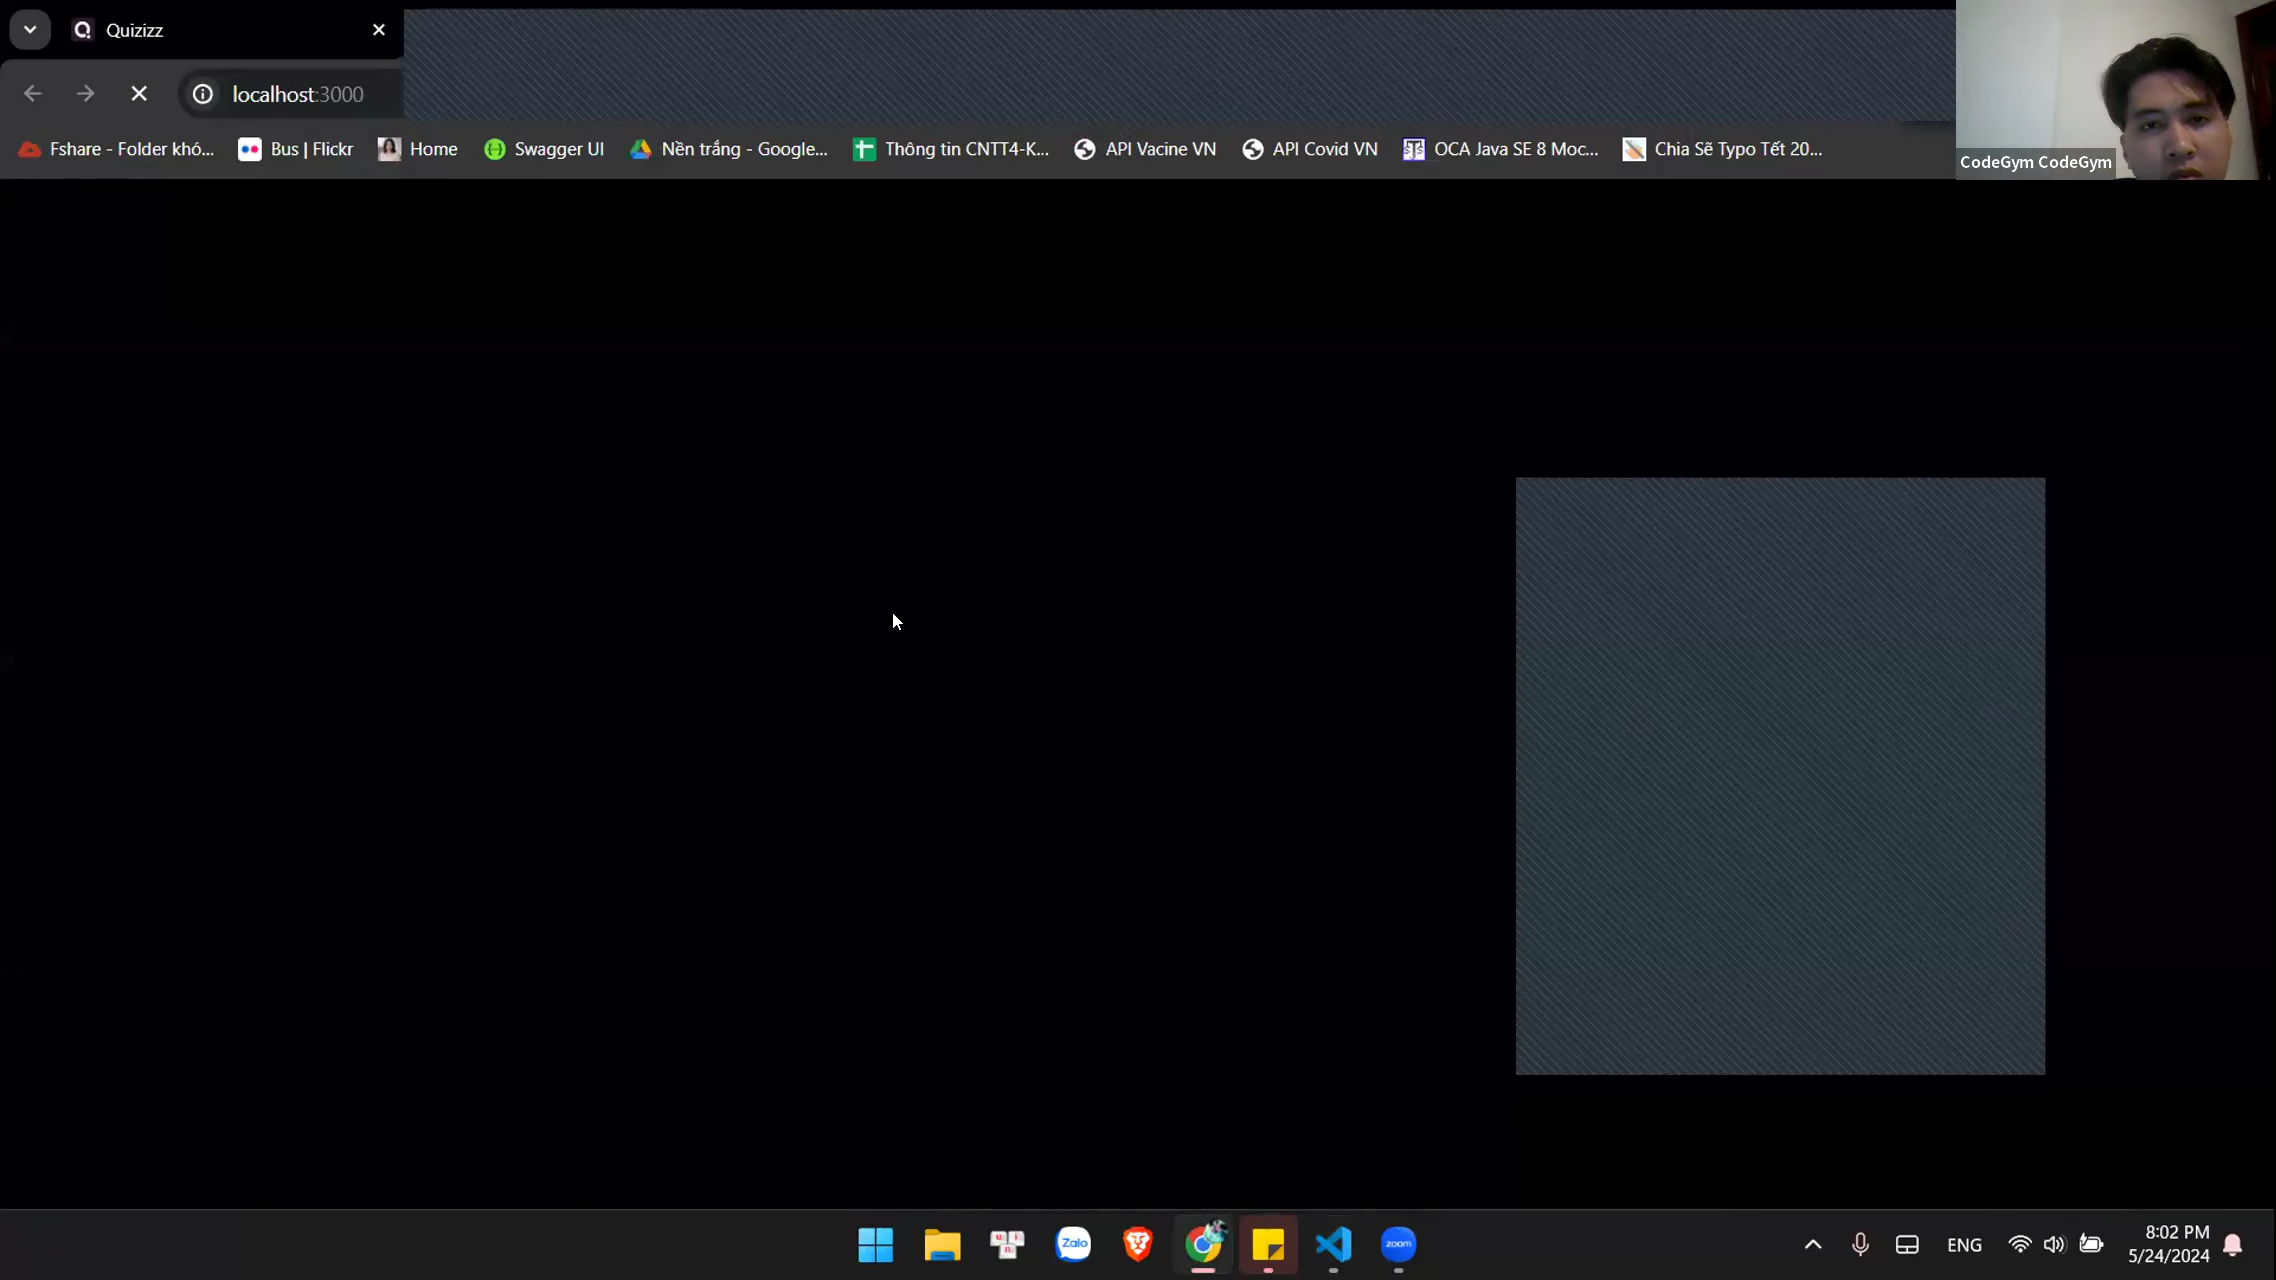 Quizizz
localhost:3000
Fshare - Folder khó...
Bus | Flickr
Home
Swagger UI
Nền trắng - Google...
Thông tin CNTT4-K...
API Vacine VN
API Covid VN
OCA Java SE 8 Moc...
Chia Sẽ Typo Tết 20...
CodeGym CodeGym
Zalo
zoom
ENG
8:02 PM
5/24/2024